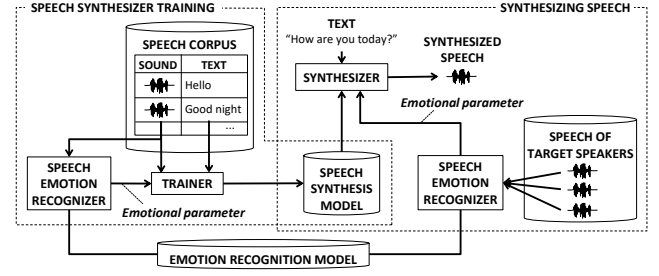 SPEECH SYNTHESIZER TRAINING
SYNTHESIZING SPEECH
SPEECH CORPUS
SOUND TEXT
Hello
Good night
...
SPEECH
EMOTION
RECOGNIZER
TRAINER
Emotional parameter
TEXT
“How are you today?”
SYNTHESIZER
SYNTHESIZED
SPEECH
Emotional parameter
SPEECH
SYNTHESIS
MODEL
SPEECH
EMOTION
RECOGNIZER
SPEECH OF
TARGET SPEAKERS
EMOTION RECOGNITION MODEL